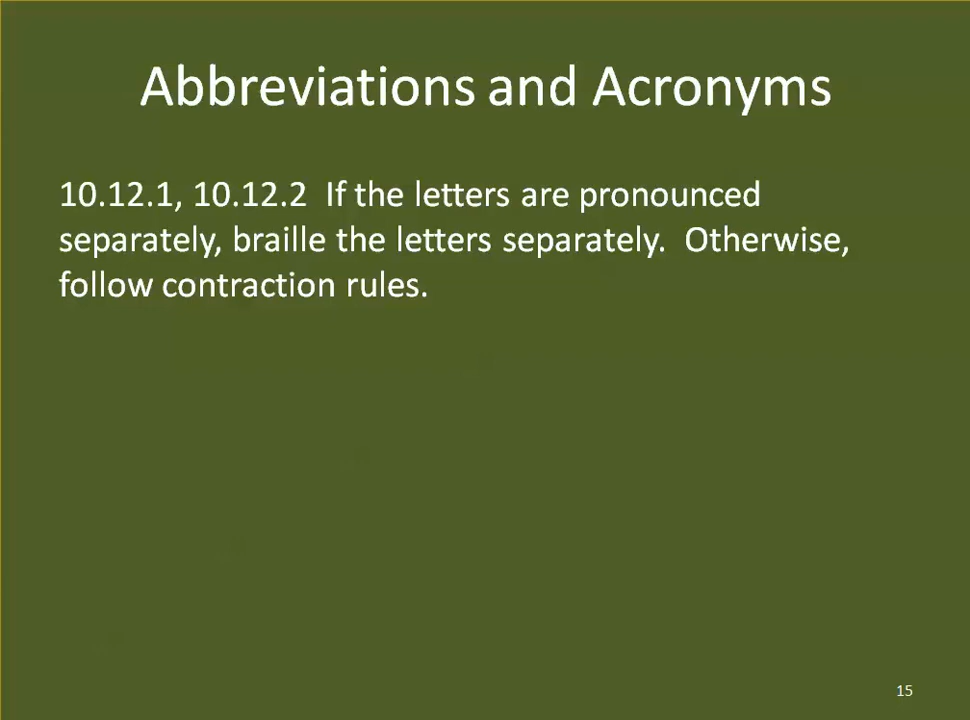 Abbreviations and Acronyms
10.12.1, 10.12.2  If the letters are pronounced
separately, braille the letters separately.  Otherwise,
follow contraction rules.
15